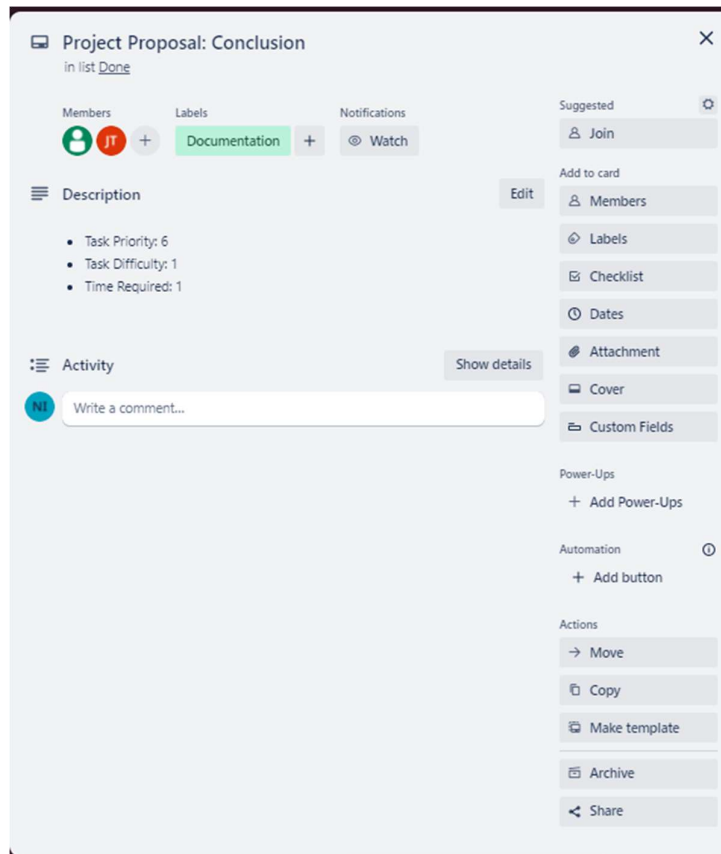 Project Proposal: Conclusion
in list Done
Members
Labels
Notifications
JT
+
Documentation
+
Watch
Description
Edit
• Task Priority: 6
• Task Difficulty: 1
• Time Required: 1
Activity
Show details
NI
Write a comment...
Suggested
Join
Add to card
Members
Labels
Checklist
Dates
Attachment
Cover
Custom Fields
Power-Ups
+ Add Power-Ups
Automation
+ Add button
Actions
Move
Copy
Make template
Archive
Share